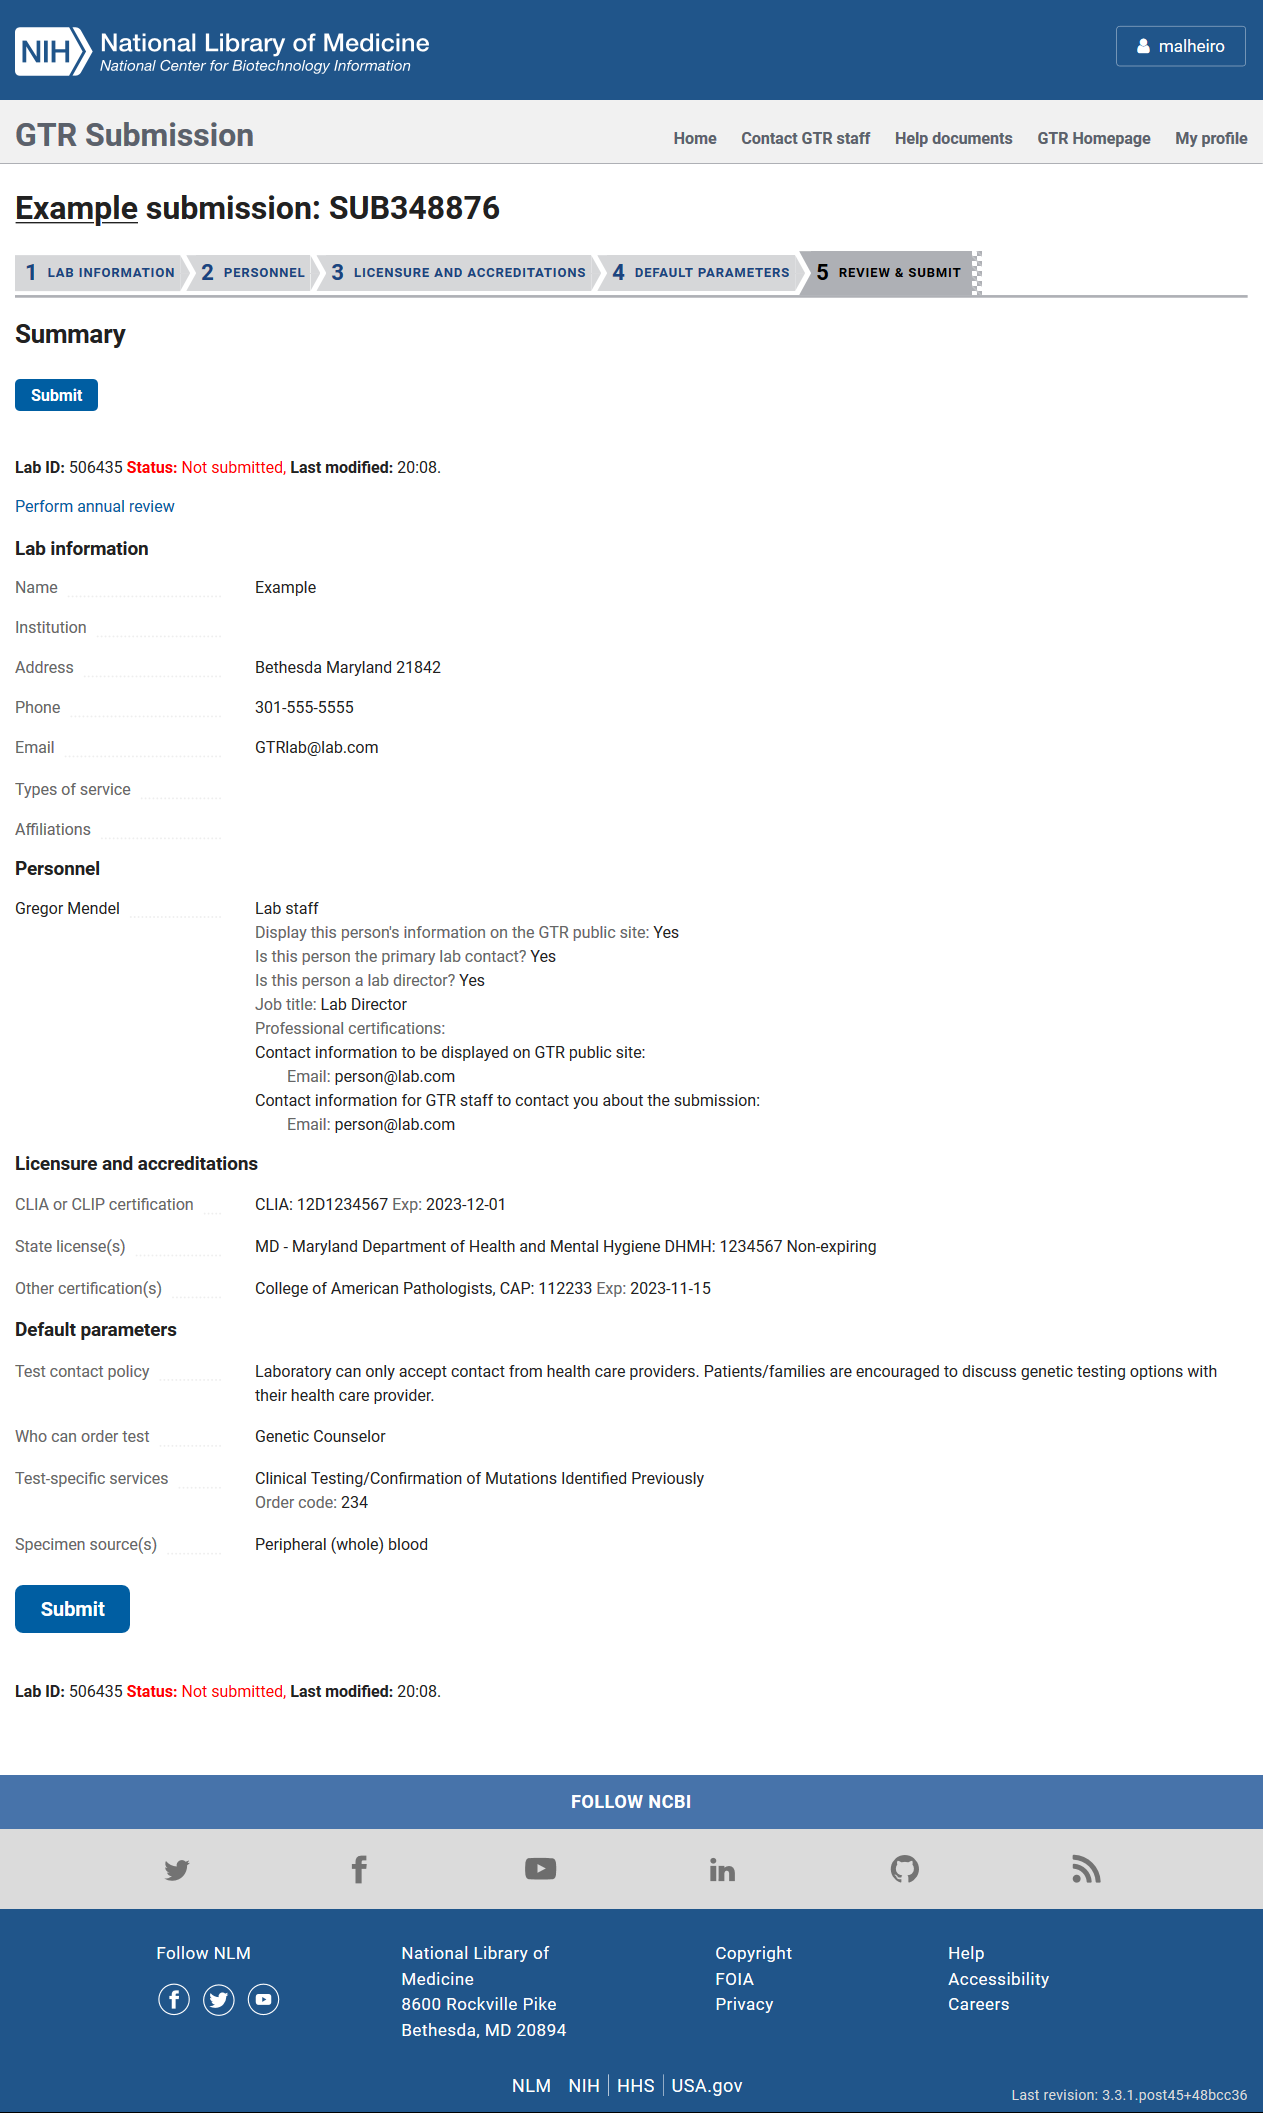 NIH National Library of Medicine
National Center for Biotechnology Information
malheiro
GTR Submission
Home Contact GTR staff Help documents GTR Homepage My profile
Example submission: SUB348876
1 LAB INFORMATION 2 PERSONNEL 3 LICENSURE AND ACCREDITATIONS 4 DEFAULT PARAMETERS 5 REVIEW & SUBMIT
Summary
Submit
Lab ID: 506435 Status: Not submitted, Last modified: 20:08.
Perform annual review
Lab information
Name Example
Institution
Address Bethesda Maryland 21842
Phone 301-555-5555
Email GTRlab@lab.com
Types of service
Affiliations
Personnel
Gregor Mendel Lab staff
Display this person's information on the GTR public site: Yes
Is this person the primary lab contact? Yes
Is this person a lab director? Yes
Job title: Lab Director
Professional certifications:
Contact information to be displayed on GTR public site:
Email: person@lab.com
Contact information for GTR staff to contact you about the submission:
Email: person@lab.com
Licensure and accreditations
CLIA or CLIP certification CLIA: 12D1234567 Exp: 2023-12-01
State license(s) MD - Maryland Department of Health and Mental Hygiene DHMH: 1234567 Non-expiring
Other certification(s) College of American Pathologists, CAP: 112233 Exp: 2023-11-15
Default parameters
Test contact policy Laboratory can only accept contact from health care providers. Patients/families are encouraged to discuss genetic testing options with
their health care provider.
Who can order test Genetic Counselor
Test-specific services Clinical Testing/Confirmation of Mutations Identified Previously
Order code: 234
Specimen source(s) Peripheral (whole) blood
Submit
Lab ID: 506435 Status: Not submitted, Last modified: 20:08.
FOLLOW NCBI
Follow NLM
National Library of
Medicine
8600 Rockville Pike
Bethesda, MD 20894
Copyright
FOIA
Privacy
Help
Accessibility
Careers
NLM NIH HHS USA.gov
Last revision: 3.3.1.post45+48bcc36